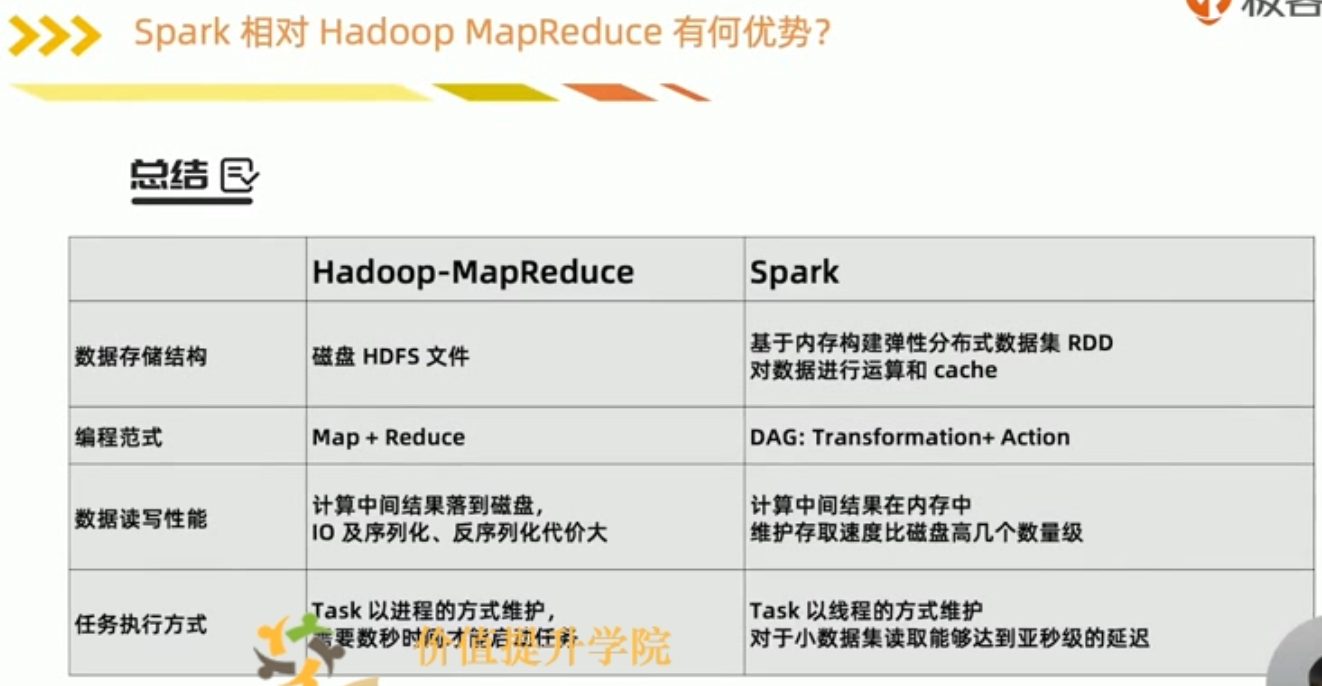 Spark 相对 Hadoop MapReduce 有何优势?
极客
总结
Hadoop-MapReduce
Spark
数据存储结构
磁盘 HDFS 文件
基于内存构建弹性分布式数据集 RDD
对数据进行运算和 cache
编程范式
Map + Reduce
DAG: Transformation+ Action
数据读写性能
计算中间结果落到磁盘,
IO 及序列化、反序列化代价大
计算中间结果在内存中
维护存取速度比磁盘高几个数量级
任务执行方式
Task 以进程的方式维护,
需要数秒时间才能启动任务
Task 以线程的方式维护
对于小数据集读取能够达到亚秒级的延迟
价值提升学院